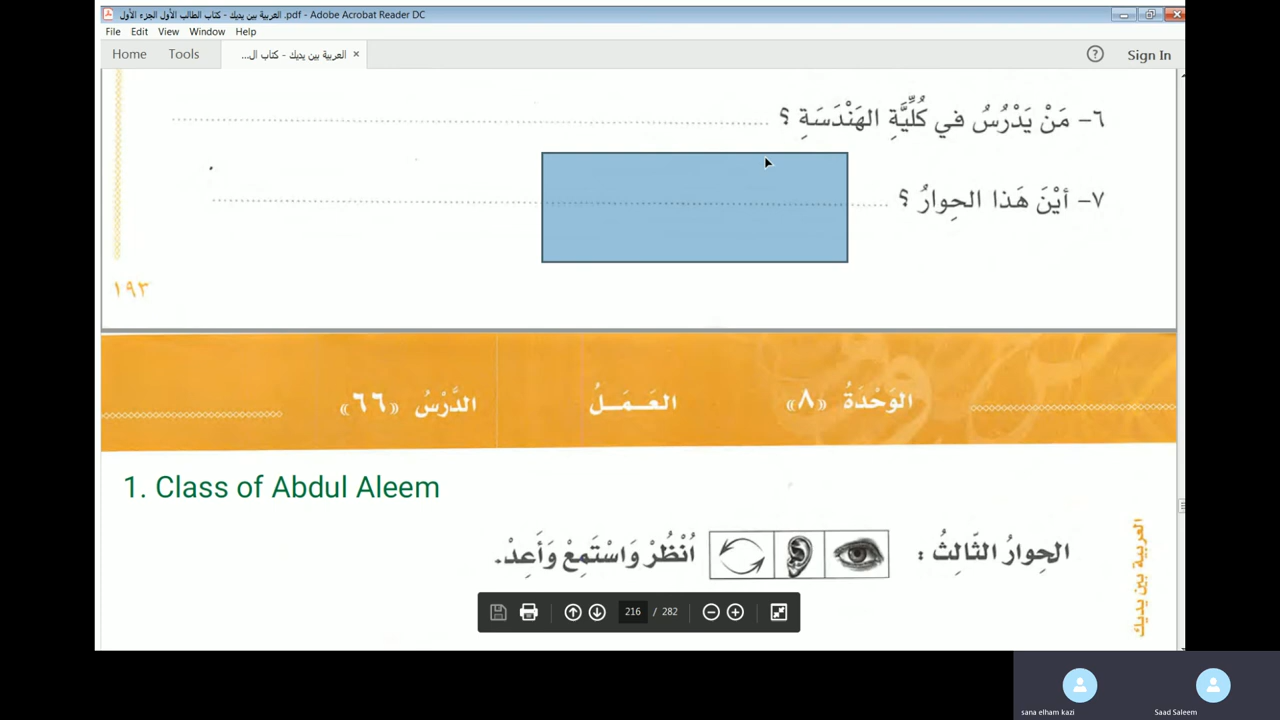 العربية بين يديك - كتاب الطالب الأول الجزء الأول .pdf - Adobe Acrobat Reader DC
File Edit View Window Help
Home Tools العربية بين يديك - كتاب ال... × ? Sign In
٦- مَنْ يَدْرُسُ في كُلِّيَّةِ الهَنْدَسَةِ ؟
٧- أيْنَ هَذا الحِوارُ ؟
١٩٣
الوَحْدَةُ «٨» العَـمَـلُ الدَّرْسُ «٦٦»
1. Class of Abdul Aleem
الحِوارُ الثّالِثُ : اُنْظُرْ وَاسْتَمِعْ وَأَعِدْ.
العربية بين يديك
216 / 282
sana elham kazi
Saad Saleem